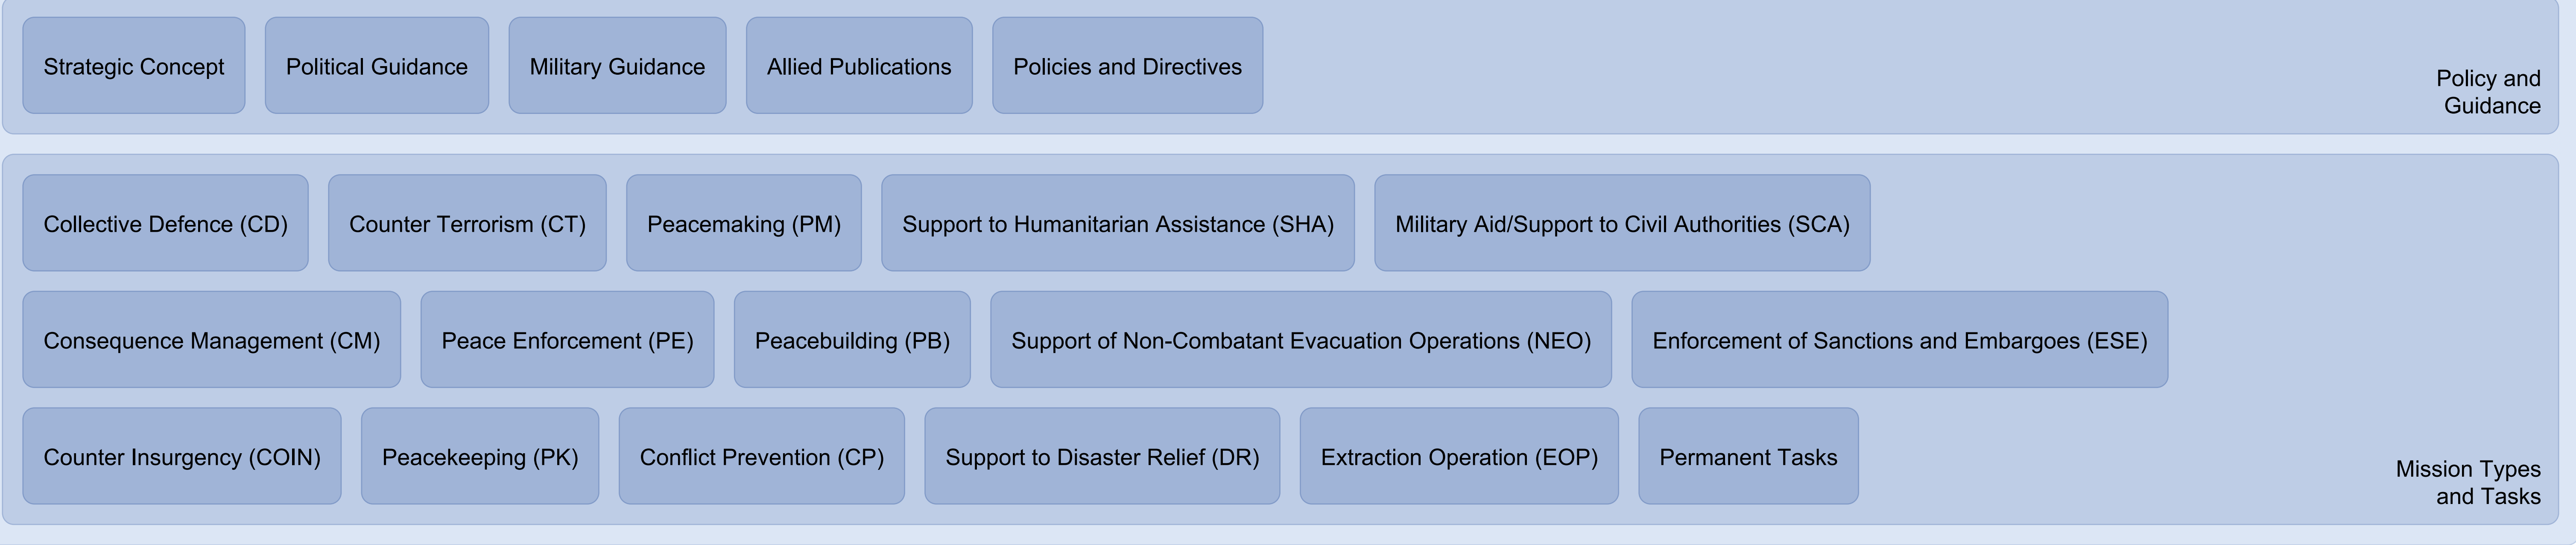 Strategic Concept
Political Guidance
Military Guidance
Allied Publications
Policies and Directives
Policy and
Guidance
Collective Defence (CD)
Counter Terrorism (CT)
Peacemaking (PM)
Support to Humanitarian Assistance (SHA)
Military Aid/Support to Civil Authorities (SCA)
Consequence Management (CM)
Peace Enforcement (PE)
Peacebuilding (PB)
Support of Non-Combatant Evacuation Operations (NEO)
Enforcement of Sanctions and Embargoes (ESE)
Counter Insurgency (COIN)
Peacekeeping (PK)
Conflict Prevention (CP)
Support to Disaster Relief (DR)
Extraction Operation (EOP)
Permanent Tasks
Mission Types
and Tasks